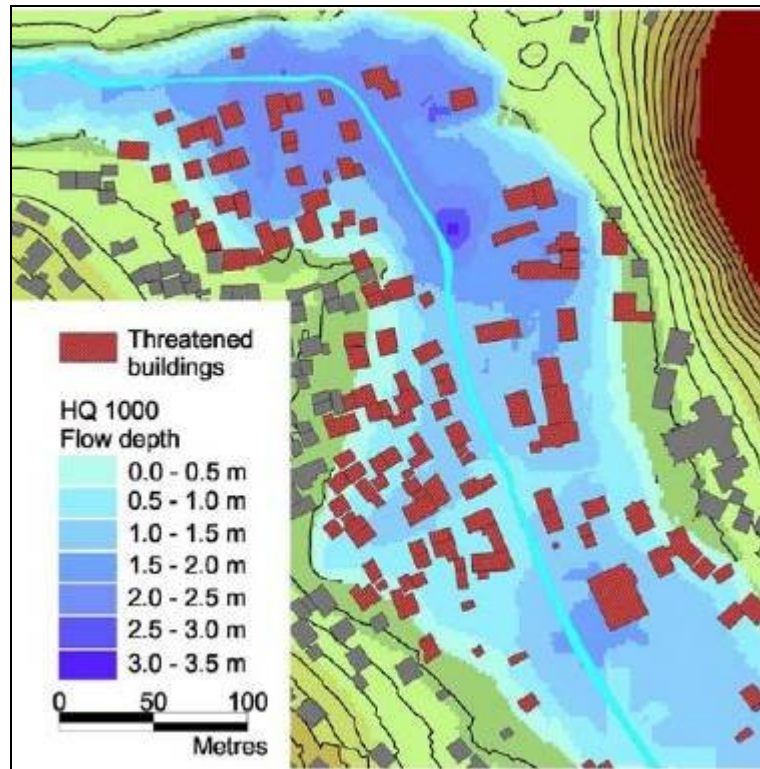 Threatened
buildings
HQ 1000
Flow depth
0.0 - 0.5 m
0.5 - 1.0 m
1.0 - 1.5 m
1.5 - 2.0 m
2.0 - 2.5 m
2.5 - 3.0 m
3.0 - 3.5 m
0 50 100
Metres